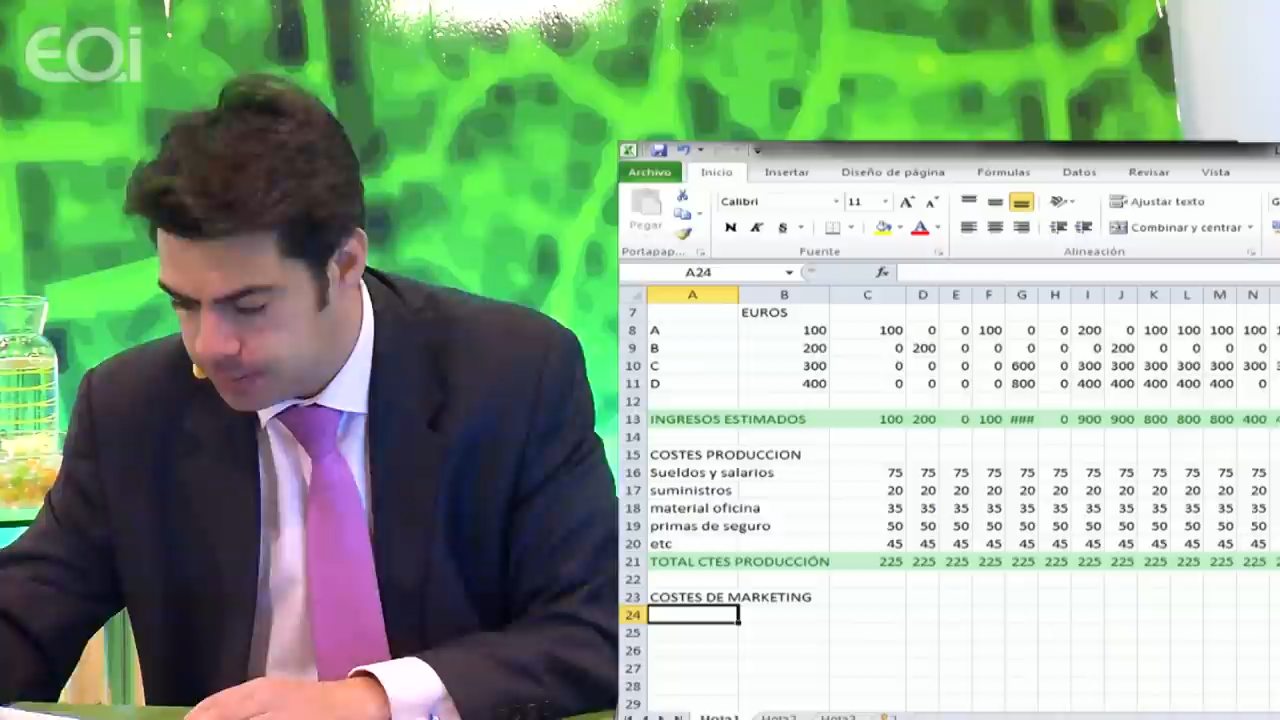 EOi
Archivo Inicio Insertar Diseño de página Fórmulas Datos Revisar Vista
Calibri 11 Ajustar texto
Pegar N K S Combinar y centrar
Portapap... Fuente Alineación
A24 fx
A B C D E F G H I J K L M N
7 EUROS
8 A 100 100 0 0 100 0 0 200 0 100 100 100 100
9 B 200 0 200 0 0 0 0 0 200 0 0 0 0
10 C 300 0 0 0 0 600 0 300 300 300 300 300 300
11 D 400 0 0 0 0 800 0 400 400 400 400 400 0
12
13 INGRESOS ESTIMADOS 100 200 0 100 ### 0 900 900 800 800 800 400
14
15 COSTES PRODUCCION
16 Sueldos y salarios 75 75 75 75 75 75 75 75 75 75 75 75
17 suministros 20 20 20 20 20 20 20 20 20 20 20 20
18 material oficina 35 35 35 35 35 35 35 35 35 35 35 35
19 primas de seguro 50 50 50 50 50 50 50 50 50 50 50 50
20 etc 45 45 45 45 45 45 45 45 45 45 45 45
21 TOTAL CTES PRODUCCIÓN 225 225 225 225 225 225 225 225 225 225 225 225
22
23 COSTES DE MARKETING
24
25
26
27
28
29
Hoja1 Hoja2 Hoja3